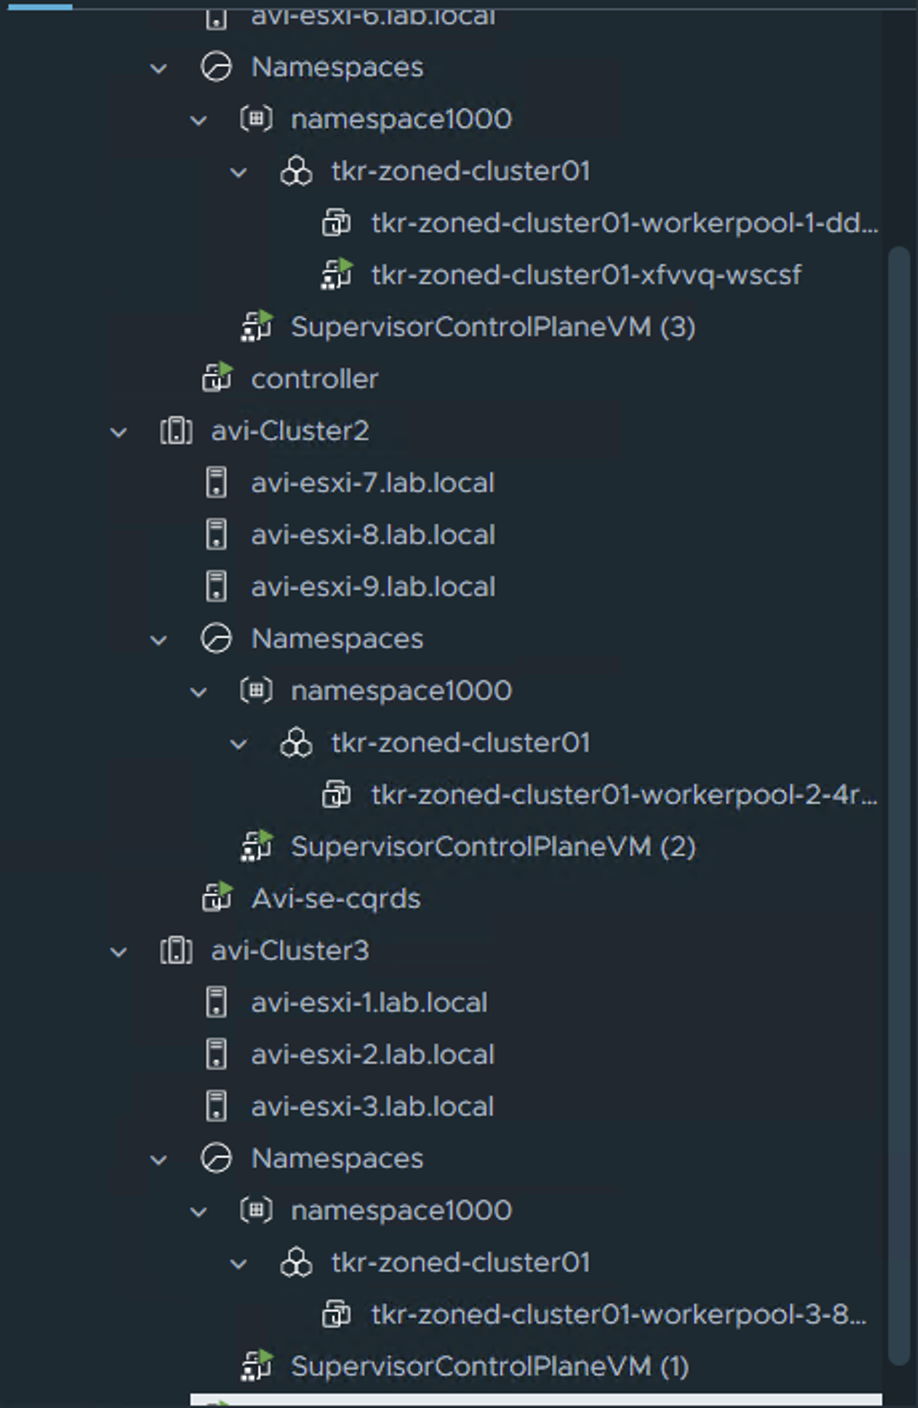 avi-esxi-6.lab.local
Namespaces
namespace1000
tkr-zoned-cluster01
tkr-zoned-cluster01-workerpool-1-dd...
tkr-zoned-cluster01-xfvvq-wscsf
SupervisorControlPlaneVM (3)
controller
avi-Cluster2
avi-esxi-7.lab.local
avi-esxi-8.lab.local
avi-esxi-9.lab.local
Namespaces
namespace1000
tkr-zoned-cluster01
tkr-zoned-cluster01-workerpool-2-4r...
SupervisorControlPlaneVM (2)
Avi-se-cqrds
avi-Cluster3
avi-esxi-1.lab.local
avi-esxi-2.lab.local
avi-esxi-3.lab.local
Namespaces
namespace1000
tkr-zoned-cluster01
tkr-zoned-cluster01-workerpool-3-8...
SupervisorControlPlaneVM (1)